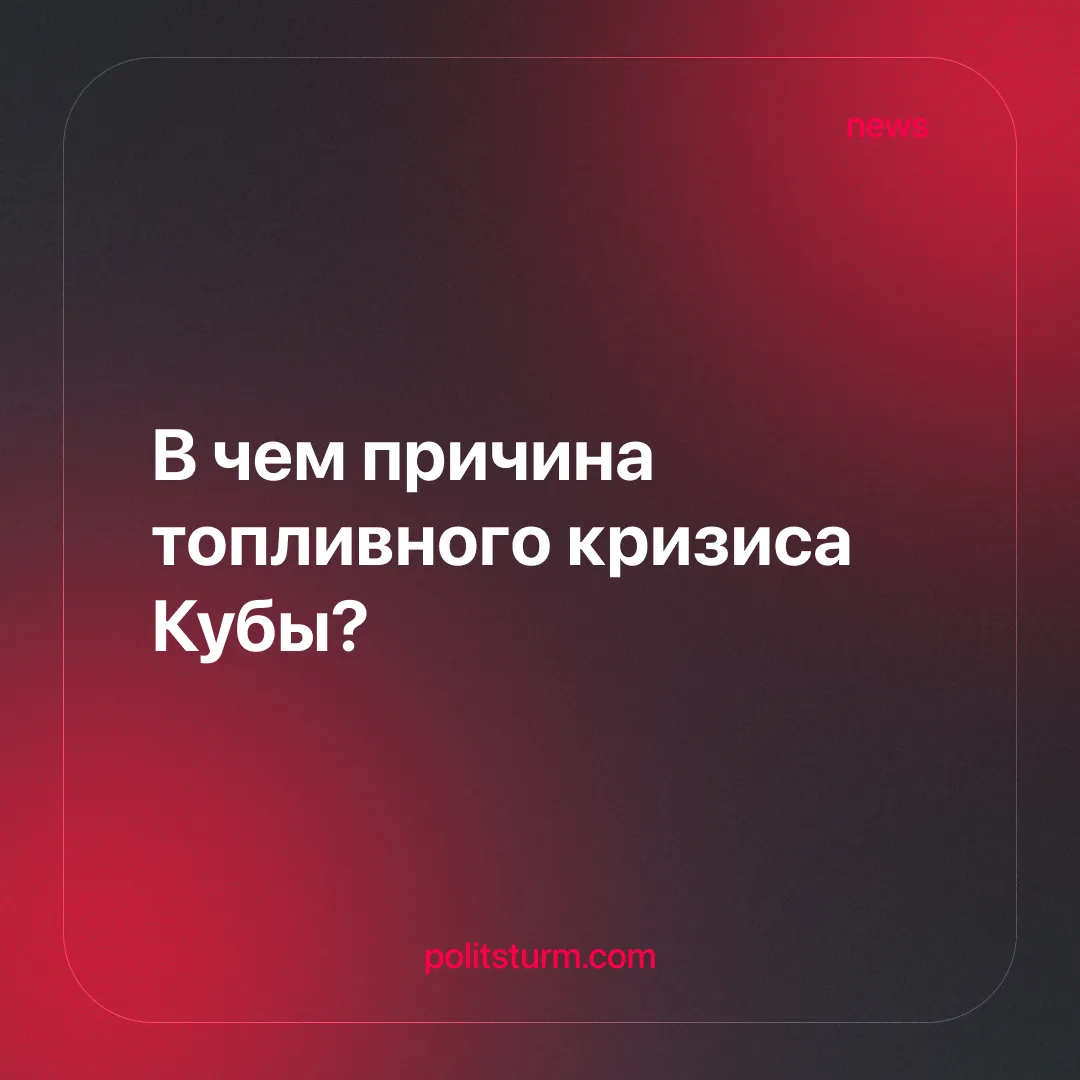 news
В чем причина
топливного кризиса
Кубы?
politsturm.com